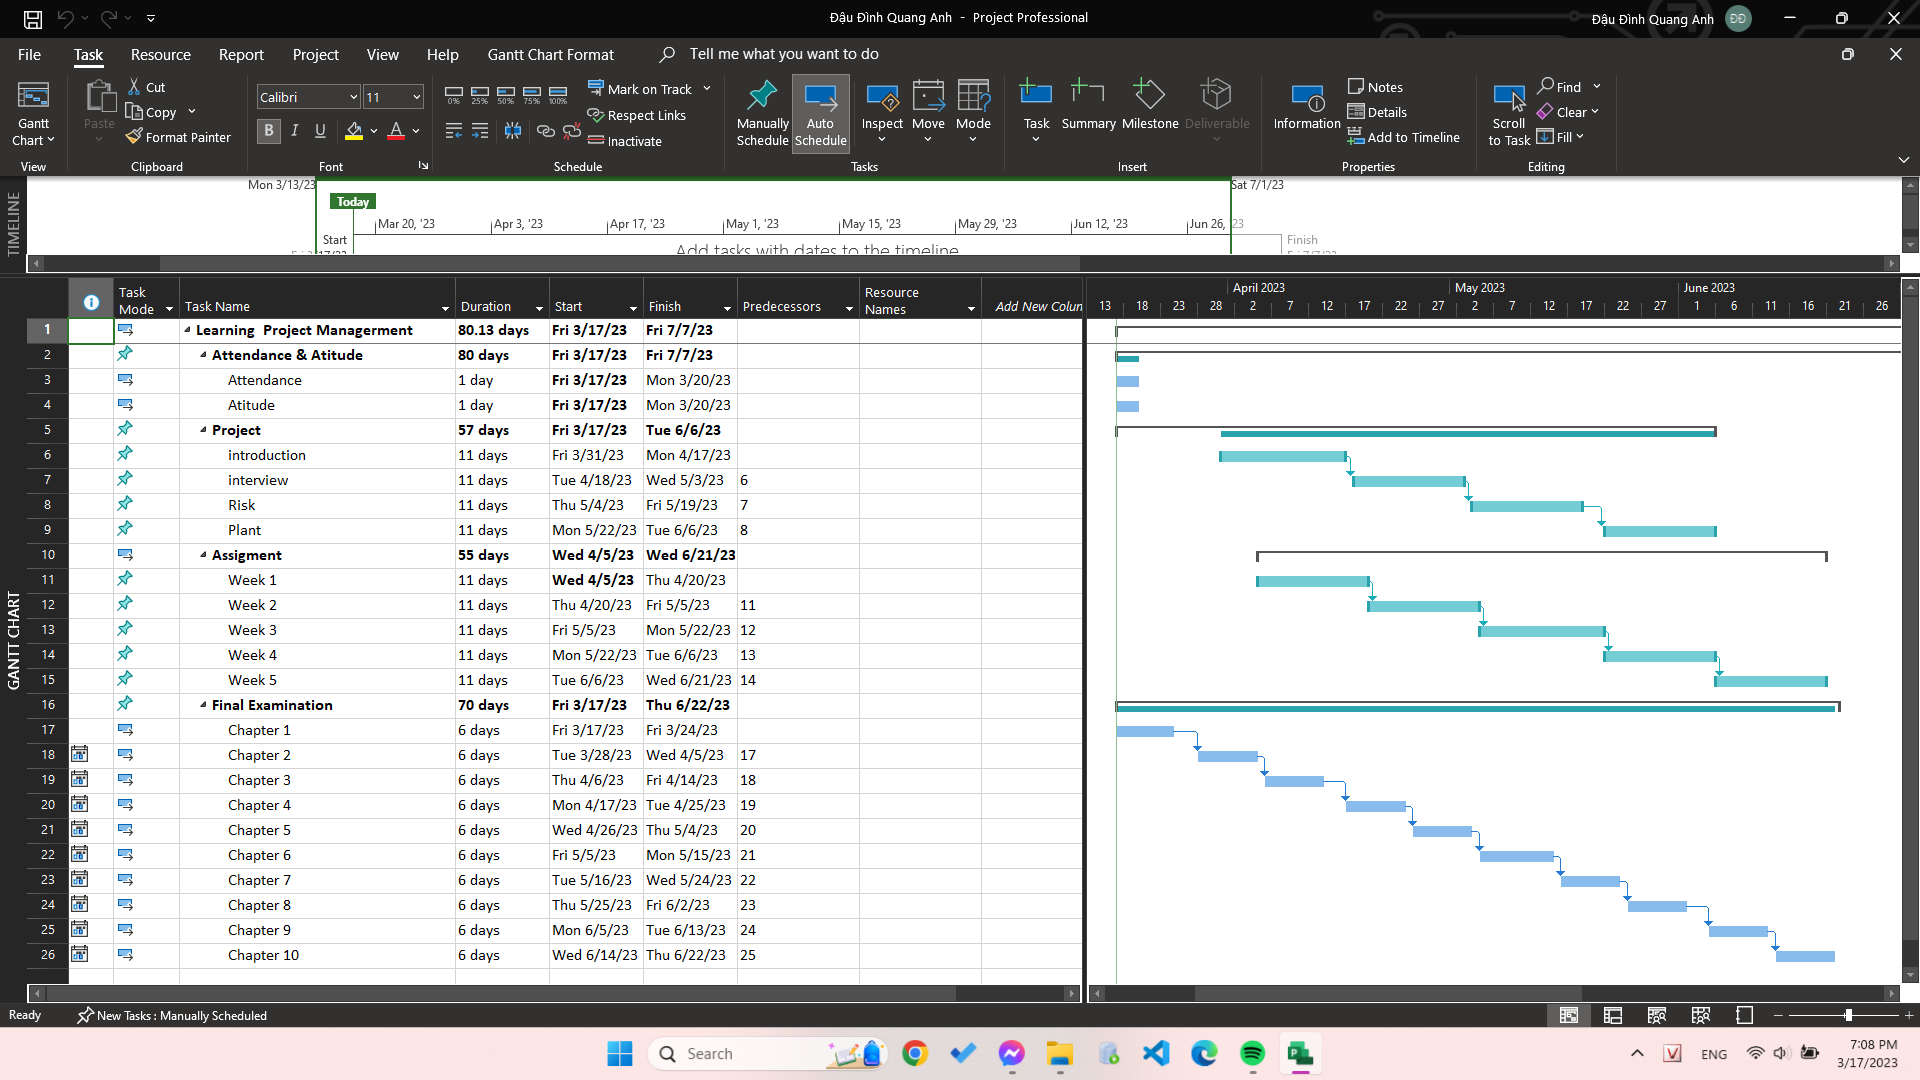 Đậu Đình Quang Anh - Project Professional
Đậu Đình Quang Anh ĐĐ
File Task Resource Report Project View Help Gantt Chart Format Tell me what you want to do
Gantt Chart
View
Paste
Cut
Copy
Format Painter
Clipboard
Calibri 11
B I U A
Font
0% 25% 50% 75% 100%
Mark on Track
Respect Links
Inactivate
Schedule
Manually Schedule
Auto Schedule
Inspect Move Mode
Tasks
Task Summary Milestone Deliverable
Insert
Information
Notes
Details
Add to Timeline
Properties
Scroll to Task
Find
Clear
Fill
Editing
TIMELINE
Mon 3/13/23 Sat 7/1/23
Today
Mar 20, '23 Apr 3, '23 Apr 17, '23 May 1, '23 May 15, '23 May 29, '23 Jun 12, '23 Jun 26, '23
Start Finish
Add tasks with dates to the timeline
GANTT CHART
Task Mode Task Name Duration Start Finish Predecessors Resource Names Add New Colun
April 2023 May 2023 June 2023
13 18 23 28 2 7 12 17 22 27 2 7 12 17 22 27 1 6 11 16 21 26
1 Learning Project Managerment 80.13 days Fri 3/17/23 Fri 7/7/23
2 Attendance & Atitude 80 days Fri 3/17/23 Fri 7/7/23
3 Attendance 1 day Fri 3/17/23 Mon 3/20/23
4 Atitude 1 day Fri 3/17/23 Mon 3/20/23
5 Project 57 days Fri 3/17/23 Tue 6/6/23
6 introduction 11 days Fri 3/31/23 Mon 4/17/23
7 interview 11 days Tue 4/18/23 Wed 5/3/23 6
8 Risk 11 days Thu 5/4/23 Fri 5/19/23 7
9 Plant 11 days Mon 5/22/23 Tue 6/6/23 8
10 Assigment 55 days Wed 4/5/23 Wed 6/21/23
11 Week 1 11 days Wed 4/5/23 Thu 4/20/23
12 Week 2 11 days Thu 4/20/23 Fri 5/5/23 11
13 Week 3 11 days Fri 5/5/23 Mon 5/22/23 12
14 Week 4 11 days Mon 5/22/23 Tue 6/6/23 13
15 Week 5 11 days Tue 6/6/23 Wed 6/21/23 14
16 Final Examination 70 days Fri 3/17/23 Thu 6/22/23
17 Chapter 1 6 days Fri 3/17/23 Fri 3/24/23
18 Chapter 2 6 days Tue 3/28/23 Wed 4/5/23 17
19 Chapter 3 6 days Thu 4/6/23 Fri 4/14/23 18
20 Chapter 4 6 days Mon 4/17/23 Tue 4/25/23 19
21 Chapter 5 6 days Wed 4/26/23 Thu 5/4/23 20
22 Chapter 6 6 days Fri 5/5/23 Mon 5/15/23 21
23 Chapter 7 6 days Tue 5/16/23 Wed 5/24/23 22
24 Chapter 8 6 days Thu 5/25/23 Fri 6/2/23 23
25 Chapter 9 6 days Mon 6/5/23 Tue 6/13/23 24
26 Chapter 10 6 days Wed 6/14/23 Thu 6/22/23 25
Ready New Tasks : Manually Scheduled
Search ENG 7:08 PM
3/17/2023